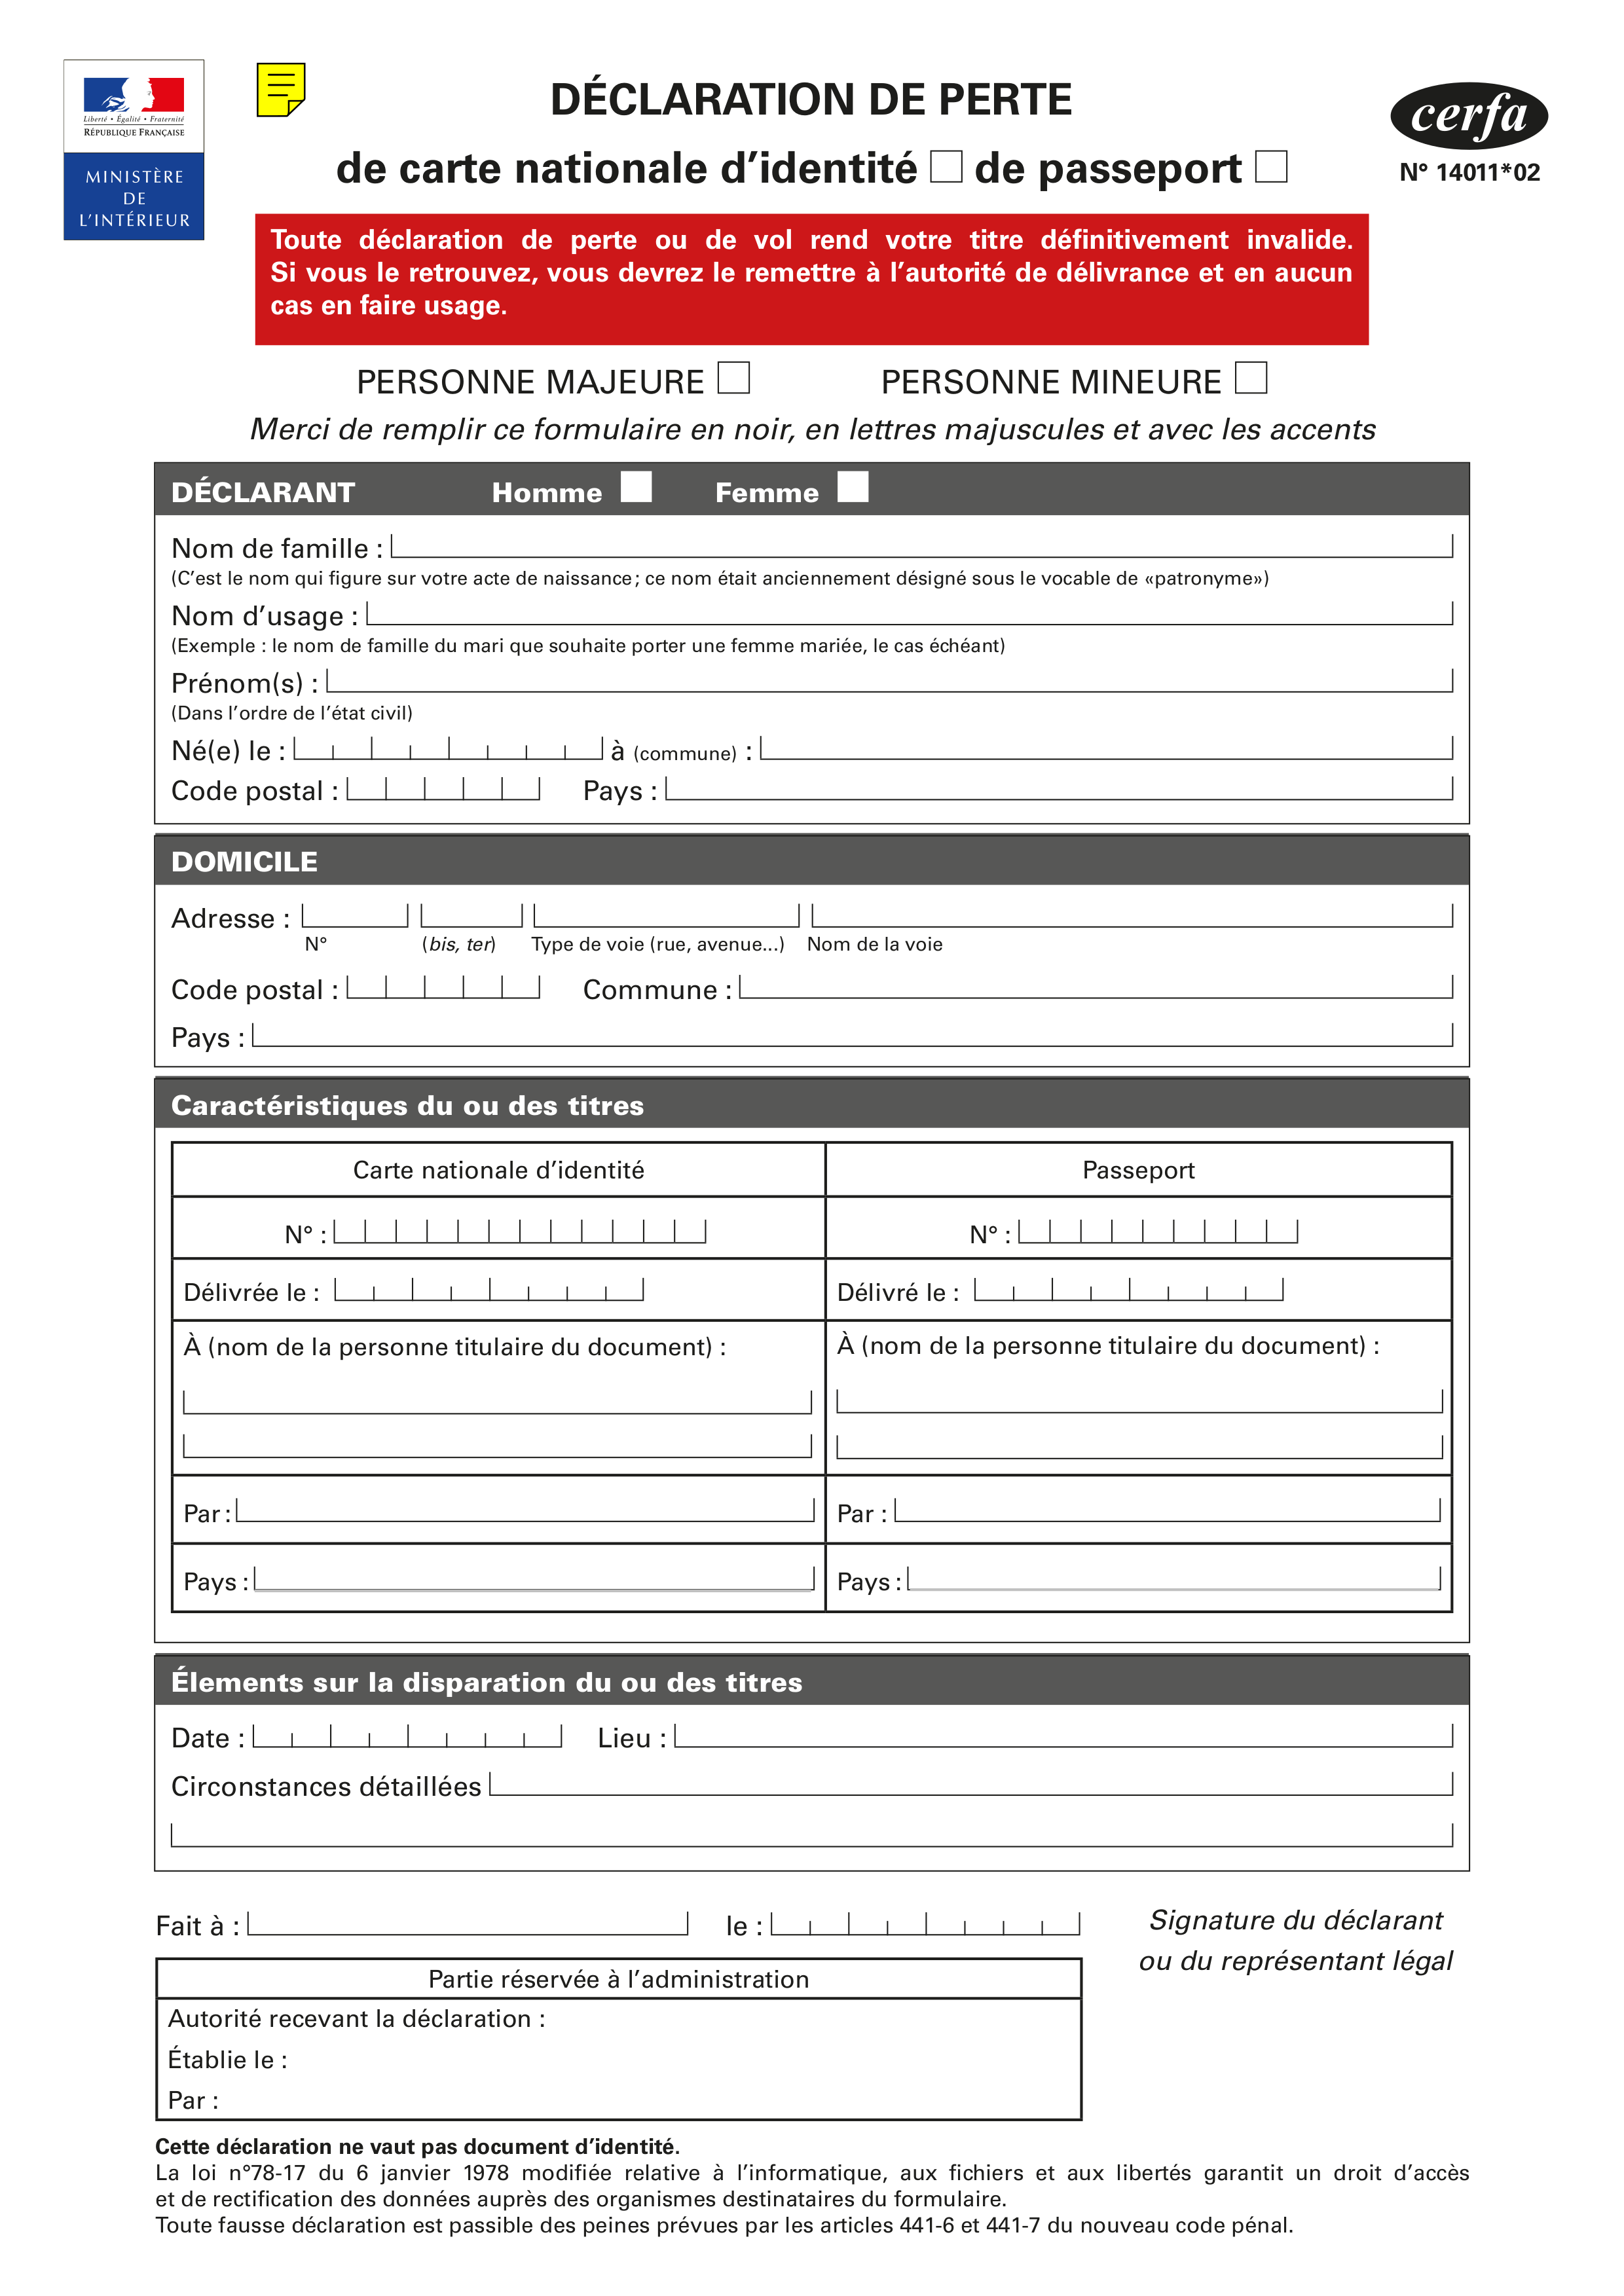 Liberté • Égalité • Fraternité
RÉPUBLIQUE FRANÇAISE
MINISTÈRE
DE
L'INTÉRIEUR
DÉCLARATION DE PERTE
de carte nationale d'identité de passeport
cerfa
N° 14011*02
Toute déclaration de perte ou de vol rend votre titre définitivement invalide.
Si vous le retrouvez, vous devrez le remettre à l'autorité de délivrance et en aucun
cas en faire usage.
PERSONNE MAJEURE PERSONNE MINEURE
Merci de remplir ce formulaire en noir, en lettres majuscules et avec les accents
DÉCLARANT Homme Femme
Nom de famille :
(C'est le nom qui figure sur votre acte de naissance ; ce nom était anciennement désigné sous le vocable de «patronyme»)
Nom d'usage :
(Exemple : le nom de famille du mari que souhaite porter une femme mariée, le cas échéant)
Prénom(s) :
(Dans l'ordre de l'état civil)
Né(e) le : à (commune) :
Code postal : Pays :
DOMICILE
Adresse :
N° (bis, ter) Type de voie (rue, avenue...) Nom de la voie
Code postal : Commune :
Pays :
Caractéristiques du ou des titres
Carte nationale d'identité Passeport
N° : N° :
Délivrée le : Délivré le :
À (nom de la personne titulaire du document) : À (nom de la personne titulaire du document) :
Par : Par :
Pays : Pays :
Élements sur la disparation du ou des titres
Date : Lieu :
Circonstances détaillées
Fait à : le :
Signature du déclarant
ou du représentant légal
Partie réservée à l'administration
Autorité recevant la déclaration :
Établie le :
Par :
Cette déclaration ne vaut pas document d'identité.
La loi n°78-17 du 6 janvier 1978 modifiée relative à l'informatique, aux fichiers et aux libertés garantit un droit d'accès
et de rectification des données auprès des organismes destinataires du formulaire.
Toute fausse déclaration est passible des peines prévues par les articles 441-6 et 441-7 du nouveau code pénal.